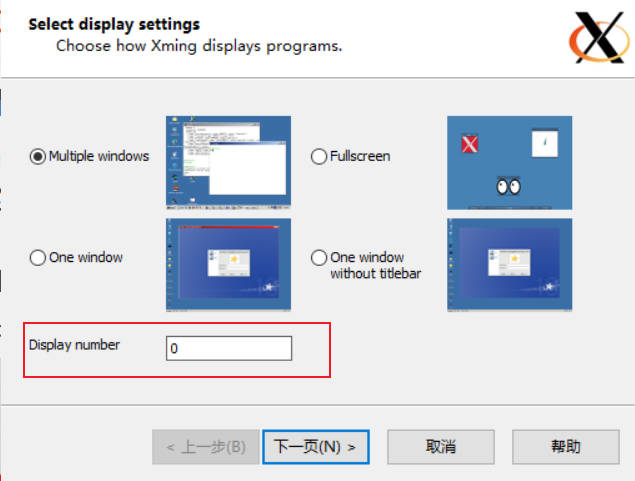 Select display settings
Choose how Xming displays programs.
Multiple windows
Fullscreen
One window
One window
without titlebar
Display number
0
< 上一步(B)
下一页(N) >
取消
帮助